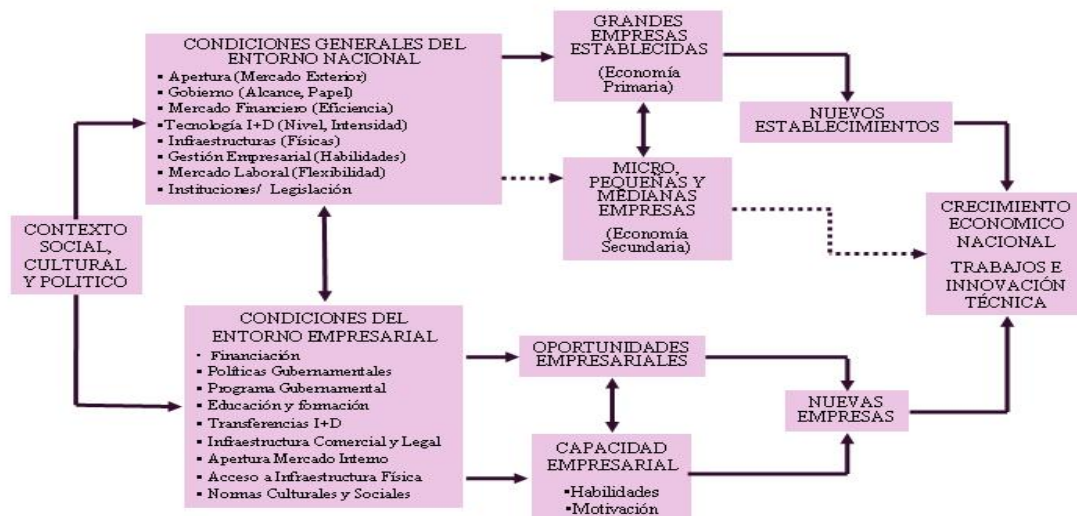 CONTEXTO
SOCIAL,
CULTURAL
Y POLITICO
CONDICIONES GENERALES DEL
ENTORNO NACIONAL
▪ Apertura (Mercado Exterior)
▪ Gobierno (Alcance, Papel)
▪ Mercado Financiero (Eficiencia)
▪ Tecnología I+D (Nivel, Intensidad)
▪ Infraestructuras (Físicas)
▪ Gestión Empresarial (Habilidades)
▪ Mercado Laboral (Flexibilidad)
▪ Instituciones/ Legislación
GRANDES
EMPRESAS
ESTABLECIDAS
(Economía
Primaria)
NUEVOS
ESTABLECIMIENTOS
MICRO,
PEQUEÑAS Y
MEDIANAS
EMPRESAS
(Economía
Secundaria)
CRECIMIENTO
ECONOMICO
NACIONAL
TRABAJOS E
INNOVACIÓN
TÉCNICA
CONDICIONES DEL
ENTORNO EMPRESARIAL
▪ Financiación
▪ Políticas Gubernamentales
▪ Programa Gubernamental
▪ Educación y formación
▪ Transferencias I+D
▪ Infraestructura Comercial y Legal
▪ Apertura Mercado Interno
▪ Acceso a Infraestructura Física
▪ Normas Culturales y Sociales
OPORTUNIDADES
EMPRESARIALES
CAPACIDAD
EMPRESARIAL
▪Habilidades
▪Motivación
NUEVAS
EMPRESAS